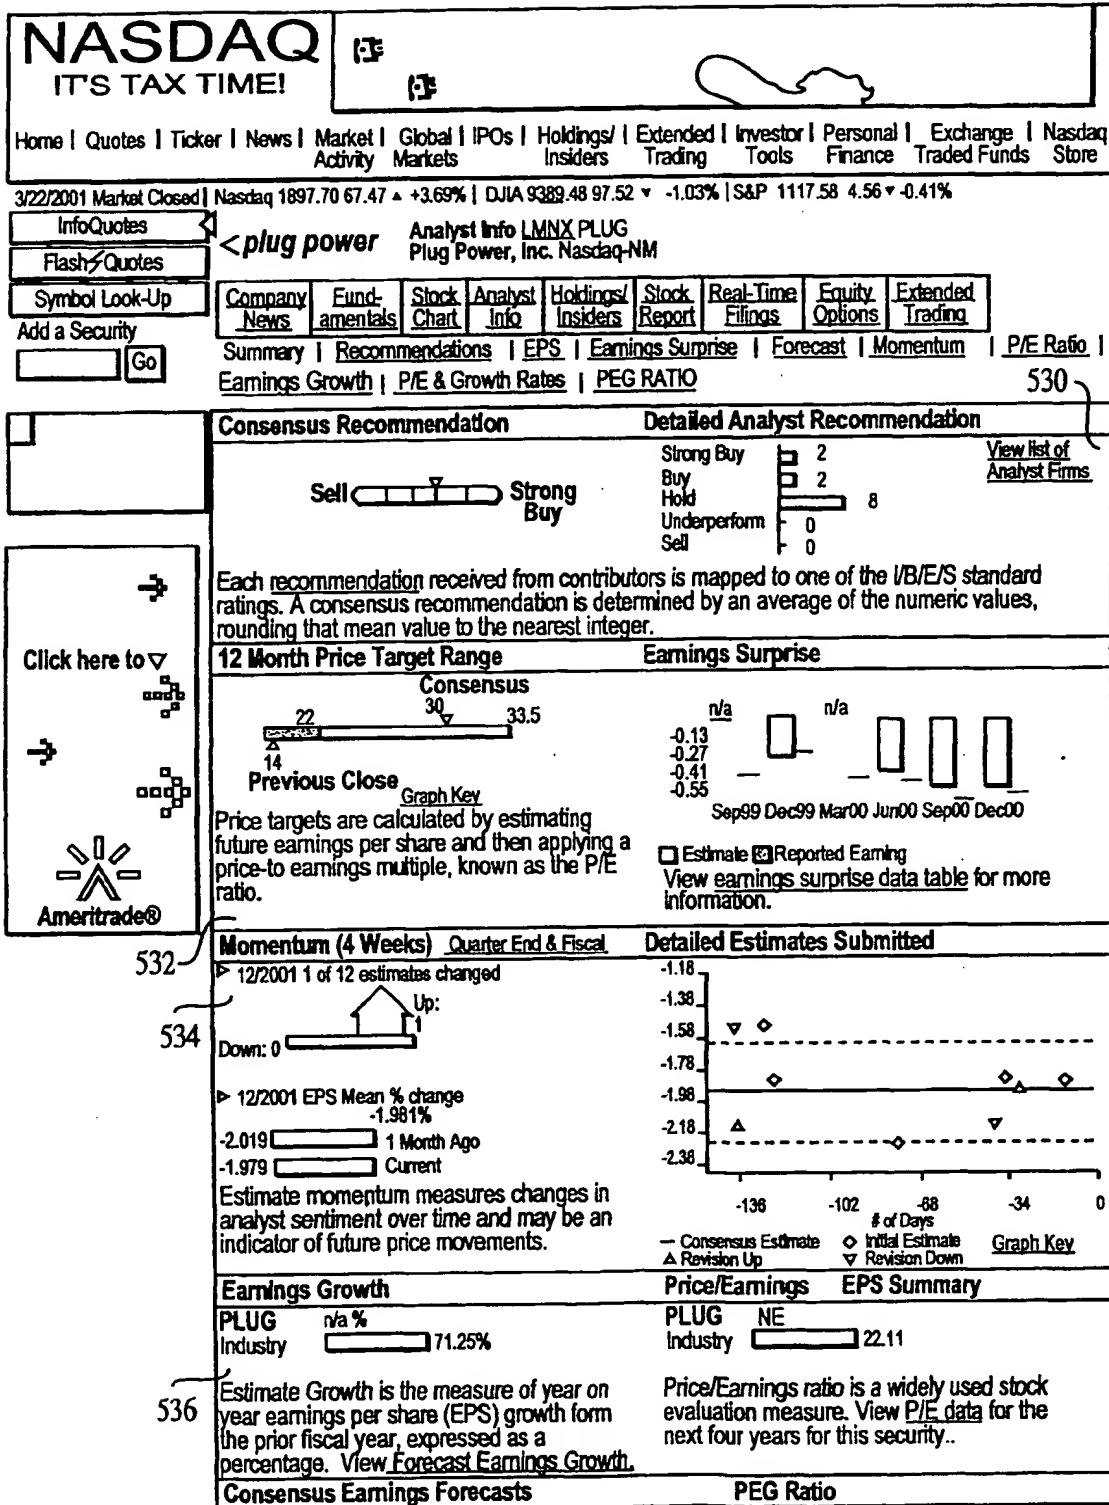 NASDAQ
IT'S TAX TIME!
Home | Quotes | Ticker | News | Market Activity | Global Markets | IPOs | Holdings/ Insiders | Extended Trading | Investor Tools | Personal Finance | Exchange Traded Funds | Nasdaq Store
3/22/2001 Market Closed | Nasdaq 1897.70 67.47 ▲ +3.69% | DJIA 9389.48 97.52 ▼ -1.03% | S&P 1117.58 4.56 ▼ -0.41%
InfoQuotes
Flash Quotes
Symbol Look-Up
Add a Security
Go
< plug power
Analyst Info LMNX PLUG
Plug Power, Inc. Nasdaq-NM
Company News | Fund- amentals | Stock Chart | Analyst Info | Holdings/ Insiders | Stock Report | Real-Time Filings | Equity Options | Extended Trading
Summary | Recommendations | EPS | Earnings Surprise | Forecast | Momentum | P/E Ratio |
Earnings Growth | P/E & Growth Rates | PEG RATIO
530
Consensus Recommendation
Sell Strong Buy
Detailed Analyst Recommendation
Strong Buy 2
Buy 2
Hold 8
Underperform 0
Sell 0
View list of
Analyst Firms
Each recommendation received from contributors is mapped to one of the I/B/E/S standard
ratings. A consensus recommendation is determined by an average of the numeric values,
rounding that mean value to the nearest integer.
Click here to ▽
Ameritrade®
12 Month Price Target Range
Consensus
22 30 33.5
14
Previous Close
Graph Key
Price targets are calculated by estimating
future earnings per share and then applying a
price-to earnings multiple, known as the P/E
ratio.
532
Earnings Surprise
n/a n/a
-0.13
-0.27
-0.41
-0.55
Sep99 Dec99 Mar00 Jun00 Sep00 Dec00
Estimate Reported Earning
View earnings surprise data table for more
information.
Momentum (4 Weeks) Quarter End & Fiscal
12/2001 1 of 12 estimates changed
534
Up:
1
Down: 0
12/2001 EPS Mean % change
-1.981%
-2.019 1 Month Ago
-1.979 Current
Estimate momentum measures changes in
analyst sentiment over time and may be an
indicator of future price movements.
Detailed Estimates Submitted
-1.18
-1.38
-1.58
-1.78
-1.98
-2.18
-2.38
-136 -102 -68 -34 0
# of Days
— Consensus Estimate ◇ Initial Estimate Graph Key
△ Revision Up ▽ Revision Down
Earnings Growth
PLUG n/a %
Industry 71.25%
536
Estimate Growth is the measure of year on
year earnings per share (EPS) growth form
the prior fiscal year, expressed as a
percentage. View Forecast Earnings Growth.
Price/Earnings EPS Summary
PLUG NE
Industry 22.11
Price/Earnings ratio is a widely used stock
evaluation measure. View P/E data for the
next four years for this security..
Consensus Earnings Forecasts
PEG Ratio